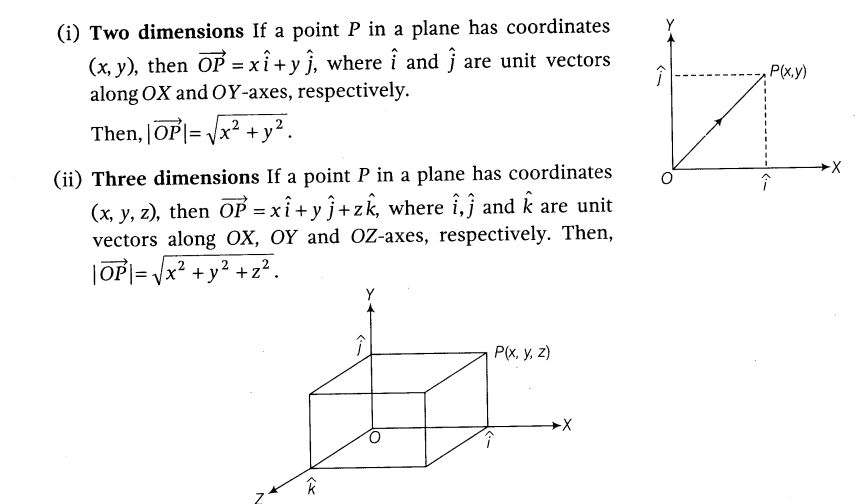 (i) Two dimensions If a point P in a plane has coordinates
(x, y), then $\overrightarrow{OP} = x\hat{i} + y\hat{j}$, where $\hat{i}$ and $\hat{j}$ are unit vectors
along OX and OY-axes, respectively.
Then, $|\overrightarrow{OP}| = \sqrt{x^2 + y^2}$.
(ii) Three dimensions If a point P in a plane has coordinates
(x, y, z), then $\overrightarrow{OP} = x\hat{i} + y\hat{j} + z\hat{k}$, where $\hat{i}, \hat{j}$ and $\hat{k}$ are unit
vectors along OX, OY and OZ-axes, respectively. Then,
$|\overrightarrow{OP}| = \sqrt{x^2 + y^2 + z^2}$.
Y
$\hat{j}$
P(x,y)
O
$\hat{i}$
X
Y
$\hat{j}$
P(x, y, z)
O
$\hat{i}$
X
Z
$\hat{k}$